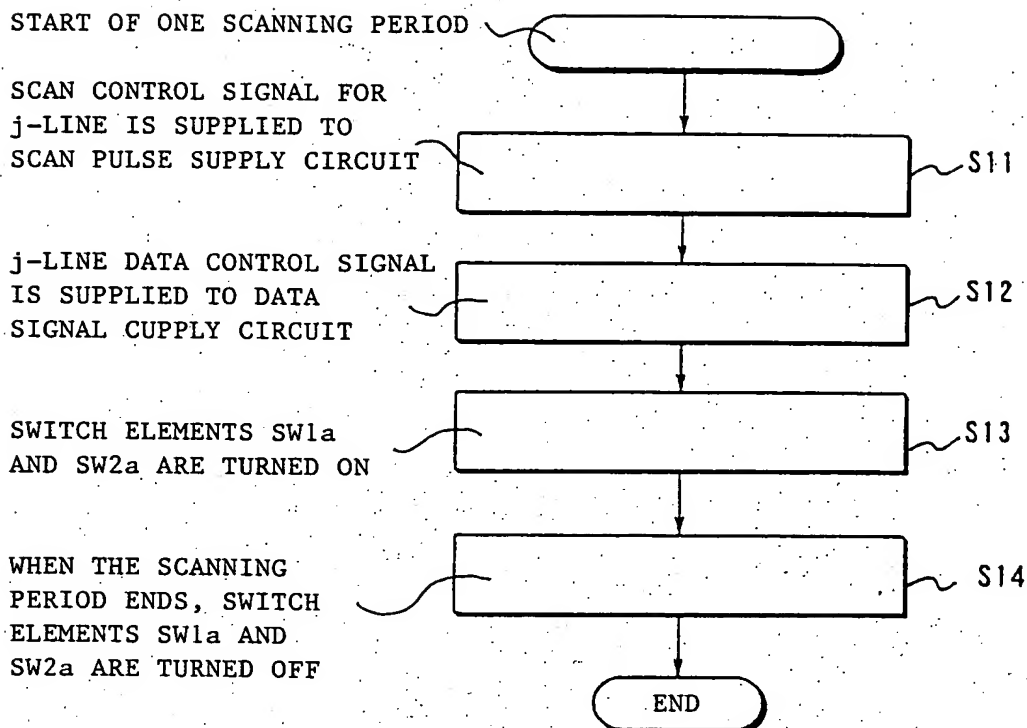 START OF ONE SCANNING PERIOD
SCAN CONTROL SIGNAL FOR
j-LINE IS SUPPLIED TO
SCAN PULSE SUPPLY CIRCUIT
S11
j-LINE DATA CONTROL SIGNAL
IS SUPPLIED TO DATA
SIGNAL CUPPLY CIRCUIT
S12
SWITCH ELEMENTS SW1a
AND SW2a ARE TURNED ON
S13
WHEN THE SCANNING
PERIOD ENDS, SWITCH
ELEMENTS SW1a AND
SW2a ARE TURNED OFF
S14
END